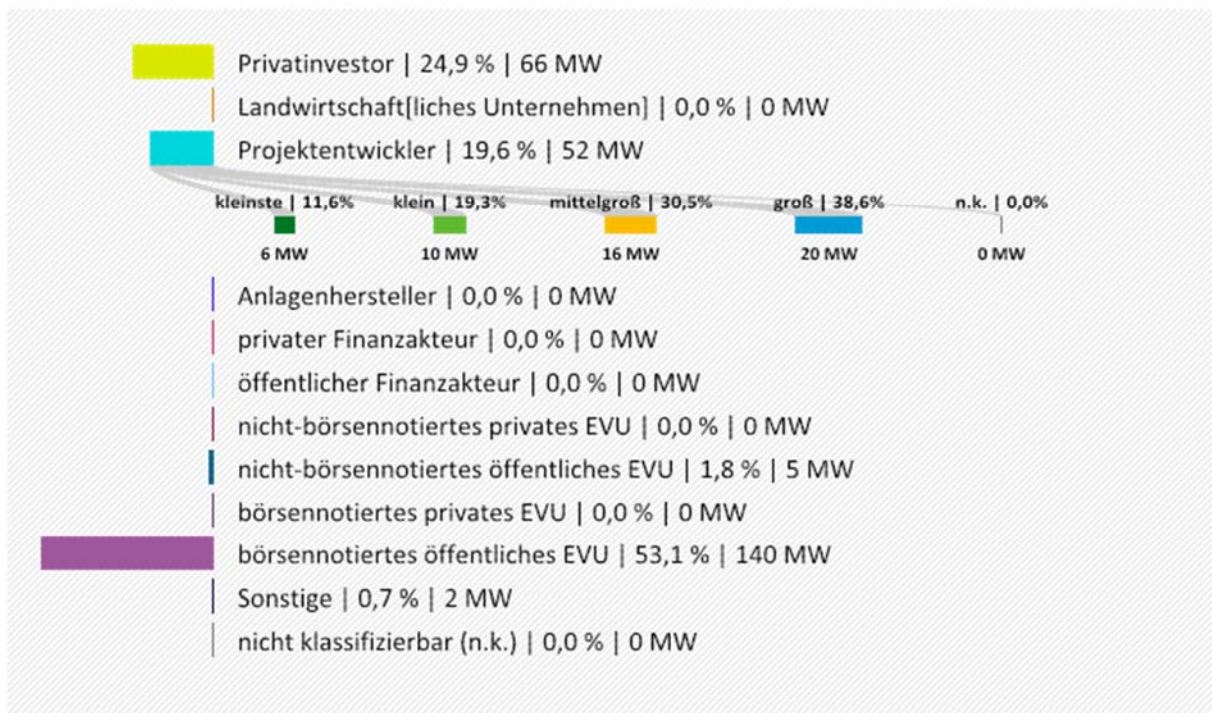 Privatinvestor | 24,9 % | 66 MW
Landwirtschaft[liches Unternehmen] | 0,0 % | 0 MW
Projektentwickler | 19,6 % | 52 MW
kleinste | 11,6% klein | 19,3% mittelgroß | 30,5% groß | 38,6% n.k. | 0,0%
6 MW 10 MW 16 MW 20 MW 0 MW
Anlagenhersteller | 0,0 % | 0 MW
privater Finanzakteur | 0,0 % | 0 MW
öffentlicher Finanzakteur | 0,0 % | 0 MW
nicht-börsennotiertes privates EVU | 0,0 % | 0 MW
nicht-börsennotiertes öffentliches EVU | 1,8 % | 5 MW
börsennotiertes privates EVU | 0,0 % | 0 MW
börsennotiertes öffentliches EVU | 53,1 % | 140 MW
Sonstige | 0,7 % | 2 MW
nicht klassifizierbar (n.k.) | 0,0 % | 0 MW